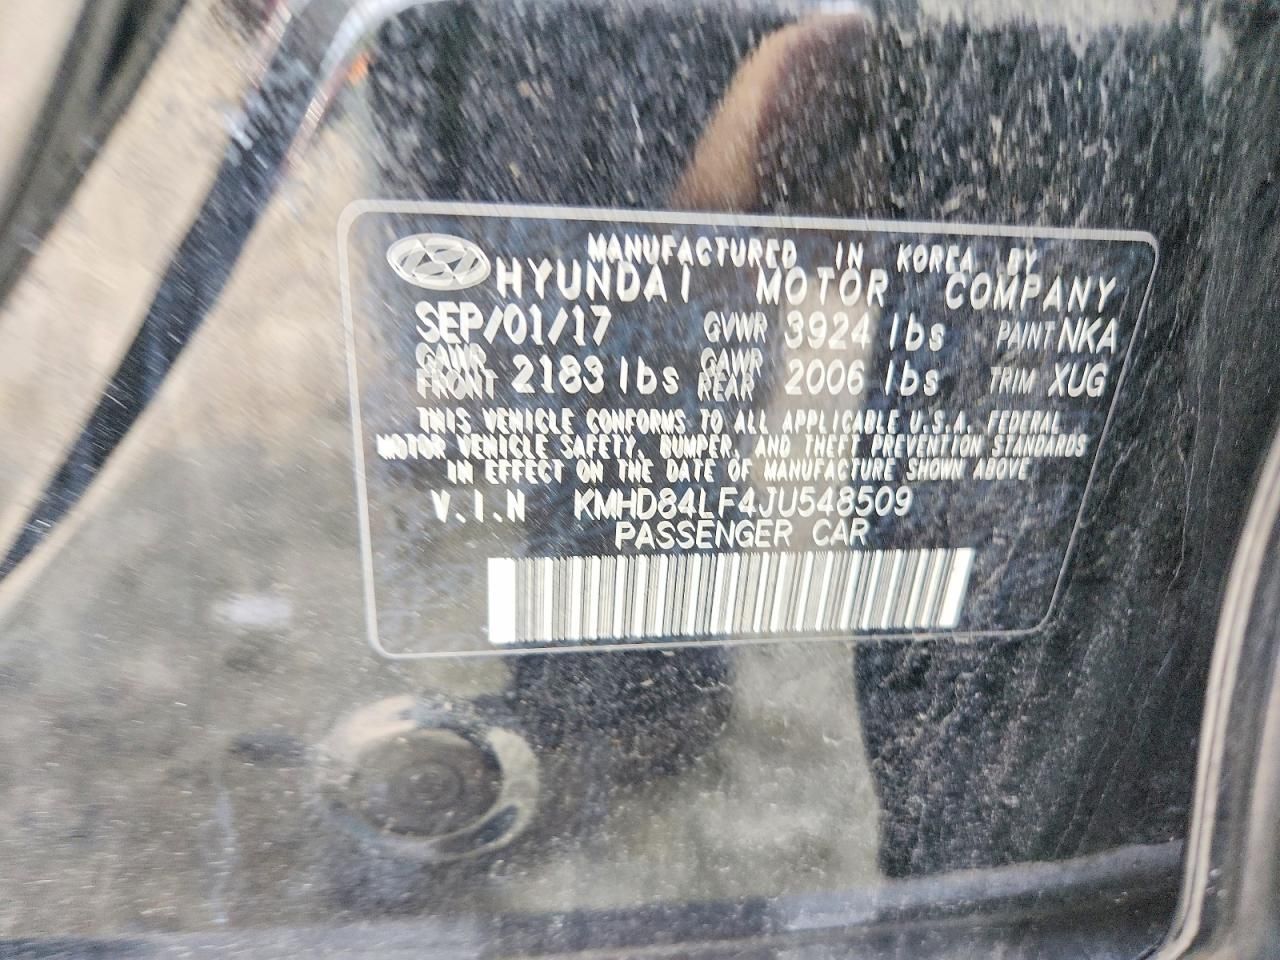 MANUFACTURED IN KOREA BY
HYUNDAI MOTOR COMPANY
SEP/01/17 GVWR 3924 lbs PAINT NKA
GAWR FRONT 2183 lbs GAWR REAR 2006 lbs TRIM XUG
THIS VEHICLE CONFORMS TO ALL APPLICABLE U.S.A. FEDERAL
MOTOR VEHICLE SAFETY, BUMPER, AND THEFT PREVENTION STANDARDS
IN EFFECT ON THE DATE OF MANUFACTURE SHOWN ABOVE
V.I.N KMHD84LF4JU548509
PASSENGER CAR